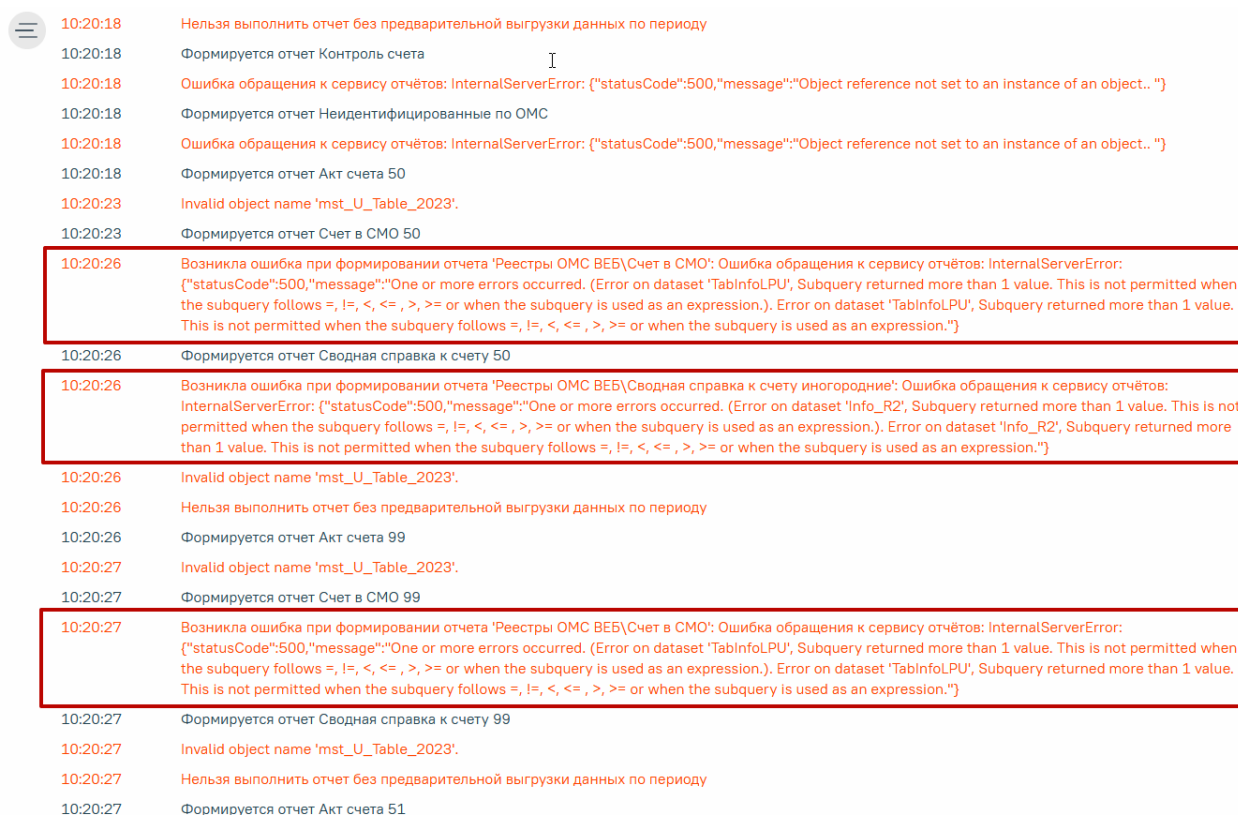 10:20:18 Нельзя выполнить отчет без предварительной выгрузки данных по периоду
10:20:18 Формируется отчет Контроль счета
10:20:18 Ошибка обращения к сервису отчётов: InternalServerError: {"statusCode":500,"message":"Object reference not set to an instance of an object.. "}
10:20:18 Формируется отчет Неидентифицированные по ОМС
10:20:18 Ошибка обращения к сервису отчётов: InternalServerError: {"statusCode":500,"message":"Object reference not set to an instance of an object.. "}
10:20:18 Формируется отчет Акт счета 50
10:20:23 Invalid object name 'mst_U_Table_2023'.
10:20:23 Формируется отчет Счет в СМО 50
10:20:26 Возникла ошибка при формировании отчета 'Реестры ОМС ВЕБ\Счет в СМО': Ошибка обращения к сервису отчётов: InternalServerError:
{"statusCode":500,"message":"One or more errors occurred. (Error on dataset 'TabInfoLPU', Subquery returned more than 1 value. This is not permitted when
the subquery follows =, !=, <, <= , >, >= or when the subquery is used as an expression.). Error on dataset 'TabInfoLPU', Subquery returned more than 1 value.
This is not permitted when the subquery follows =, !=, <, <= , >, >= or when the subquery is used as an expression."}
10:20:26 Формируется отчет Сводная справка к счету 50
10:20:26 Возникла ошибка при формировании отчета 'Реестры ОМС ВЕБ\Сводная справка к счету иногородние': Ошибка обращения к сервису отчётов:
InternalServerError: {"statusCode":500,"message":"One or more errors occurred. (Error on dataset 'Info_R2', Subquery returned more than 1 value. This is not
permitted when the subquery follows =, !=, <, <= , >, >= or when the subquery is used as an expression.). Error on dataset 'Info_R2', Subquery returned more
than 1 value. This is not permitted when the subquery follows =, !=, <, <= , >, >= or when the subquery is used as an expression."}
10:20:26 Invalid object name 'mst_U_Table_2023'.
10:20:26 Нельзя выполнить отчет без предварительной выгрузки данных по периоду
10:20:26 Формируется отчет Акт счета 99
10:20:27 Invalid object name 'mst_U_Table_2023'.
10:20:27 Формируется отчет Счет в СМО 99
10:20:27 Возникла ошибка при формировании отчета 'Реестры ОМС ВЕБ\Счет в СМО': Ошибка обращения к сервису отчётов: InternalServerError:
{"statusCode":500,"message":"One or more errors occurred. (Error on dataset 'TabInfoLPU', Subquery returned more than 1 value. This is not permitted when
the subquery follows =, !=, <, <= , >, >= or when the subquery is used as an expression.). Error on dataset 'TabInfoLPU', Subquery returned more than 1 value.
This is not permitted when the subquery follows =, !=, <, <= , >, >= or when the subquery is used as an expression."}
10:20:27 Формируется отчет Сводная справка к счету 99
10:20:27 Invalid object name 'mst_U_Table_2023'.
10:20:27 Нельзя выполнить отчет без предварительной выгрузки данных по периоду
10:20:27 Формируется отчет Акт счета 51